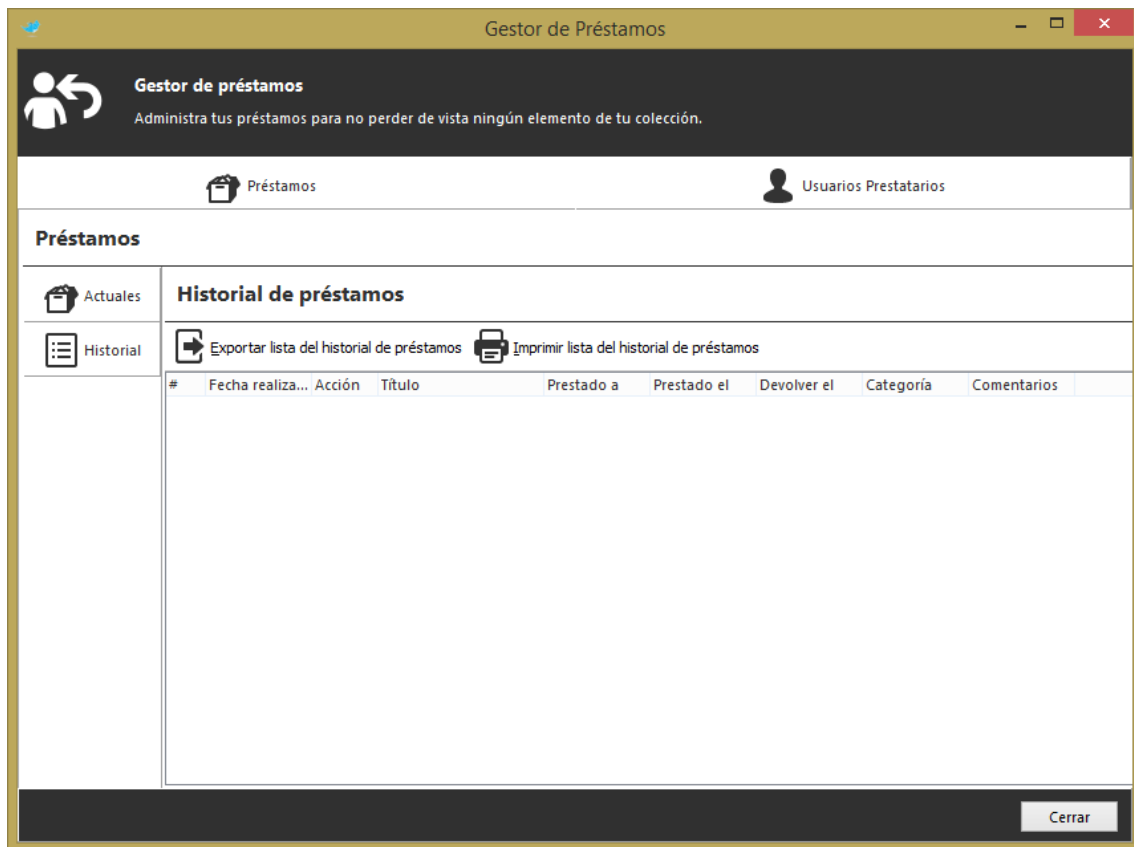 Gestor de Préstamos
Gestor de préstamos
Administra tus préstamos para no perder de vista ningún elemento de tu colección.
Préstamos Usuarios Prestatarios
Préstamos
Actuales
Historial
Historial de préstamos
Exportar lista del historial de préstamos Imprimir lista del historial de préstamos
# Fecha realiza... Acción Título Prestado a Prestado el Devolver el Categoría Comentarios
Cerrar